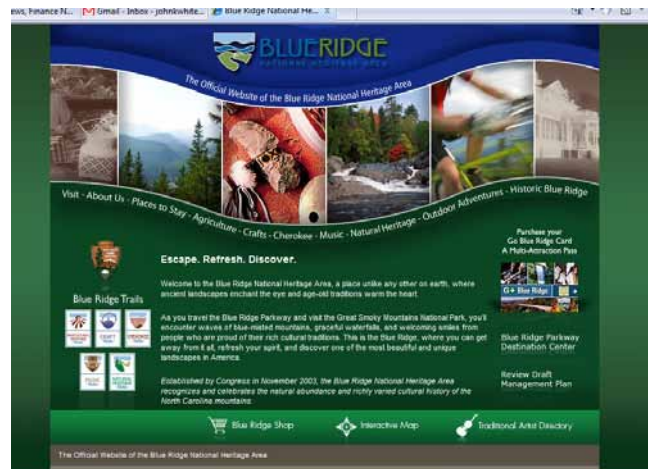 ews, Finance N...
Gmail - Inbox - johnkwhite...
Blue Ridge National He...
BLUERIDGE
NATIONAL HERITAGE AREA
The Official Website of the Blue Ridge National Heritage Area
Visit - About Us - Places to Stay - Agriculture - Crafts - Cherokee - Music - Natural Heritage - Outdoor Adventures - Historic Blue Ridge
Purchase your
Go Blue Ridge Card
A Multi-Attraction Pass
Escape. Refresh. Discover.
Welcome to the Blue Ridge National Heritage Area, a place unlike any other on earth, where
ancient landscapes enchant the eye and age-old traditions warm the heart.
Blue Ridge Trails
As you travel the Blue Ridge Parkway and visit the Great Smoky Mountains National Park, you'll
encounter waves of blue-misted mountains, graceful waterfalls, and welcoming smiles from
people who are proud of their rich cultural traditions. This is the Blue Ridge, where you can get
away from it all, refresh your spirit, and discover one of the most beautiful and unique
landscapes in America.
Established by Congress in November 2003, the Blue Ridge National Heritage Area
recognizes and celebrates the natural abundance and richly varied cultural history of the
North Carolina mountains.
Blue Ridge
Blue Ridge Parkway
Destination Center
Review Draft
Management Plan
Blue Ridge Shop
Interactive Map
Traditional Artist Directory
The Official Website of the Blue Ridge National Heritage Area